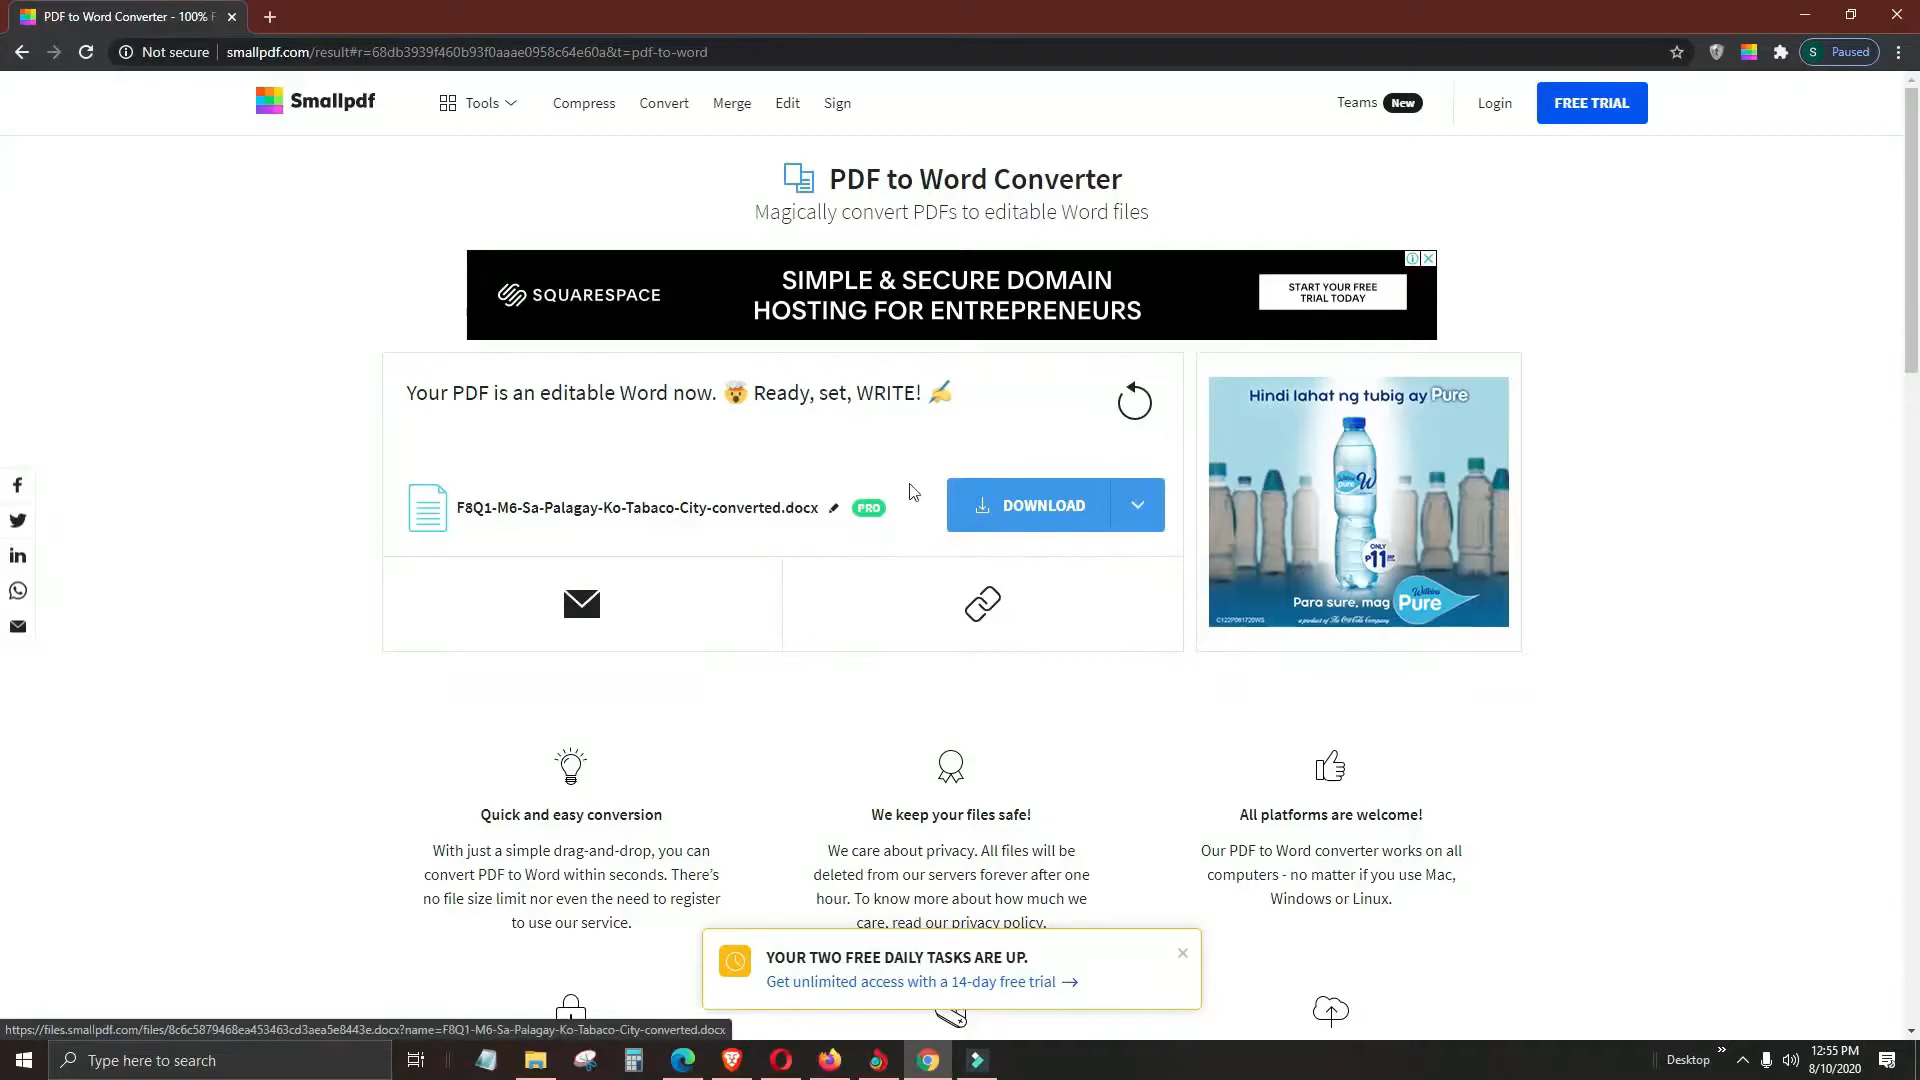 PDF to Word Converter - 100% F
Not secure
smallpdf.com/result#r=68db3939f460b93f0aaae0958c64e60a&t=pdf-to-word
S Paused
Smallpdf
Tools
Compress
Convert
Merge
Edit
Sign
Teams New
Login
FREE TRIAL
PDF to Word Converter
Magically convert PDFs to editable Word files
SQUARESPACE
SIMPLE & SECURE DOMAIN
HOSTING FOR ENTREPRENEURS
START YOUR FREE
TRIAL TODAY
Your PDF is an editable Word now. 🤯 Ready, set, WRITE! ✍️
F8Q1-M6-Sa-Palagay-Ko-Tabaco-City-converted.docx PRO
DOWNLOAD
Hindi lahat ng tubig ay Pure
Pure
ONLY
₱11
Para sure, mag Wilkins Pure
a product of The Coca-Cola Company
Quick and easy conversion
With just a simple drag-and-drop, you can
convert PDF to Word within seconds. There's
no file size limit nor even the need to register
to use our service.
We keep your files safe!
We care about privacy. All files will be
deleted from our servers forever after one
hour. To know more about how much we
care, read our privacy policy.
All platforms are welcome!
Our PDF to Word converter works on all
computers - no matter if you use Mac,
Windows or Linux.
YOUR TWO FREE DAILY TASKS ARE UP.
Get unlimited access with a 14-day free trial →
https://files.smallpdf.com/files/8c6c5879468ea453463cd3aea5e8443e.docx?name=F8Q1-M6-Sa-Palagay-Ko-Tabaco-City-converted.docx
Type here to search
Desktop
12:55 PM
8/10/2020